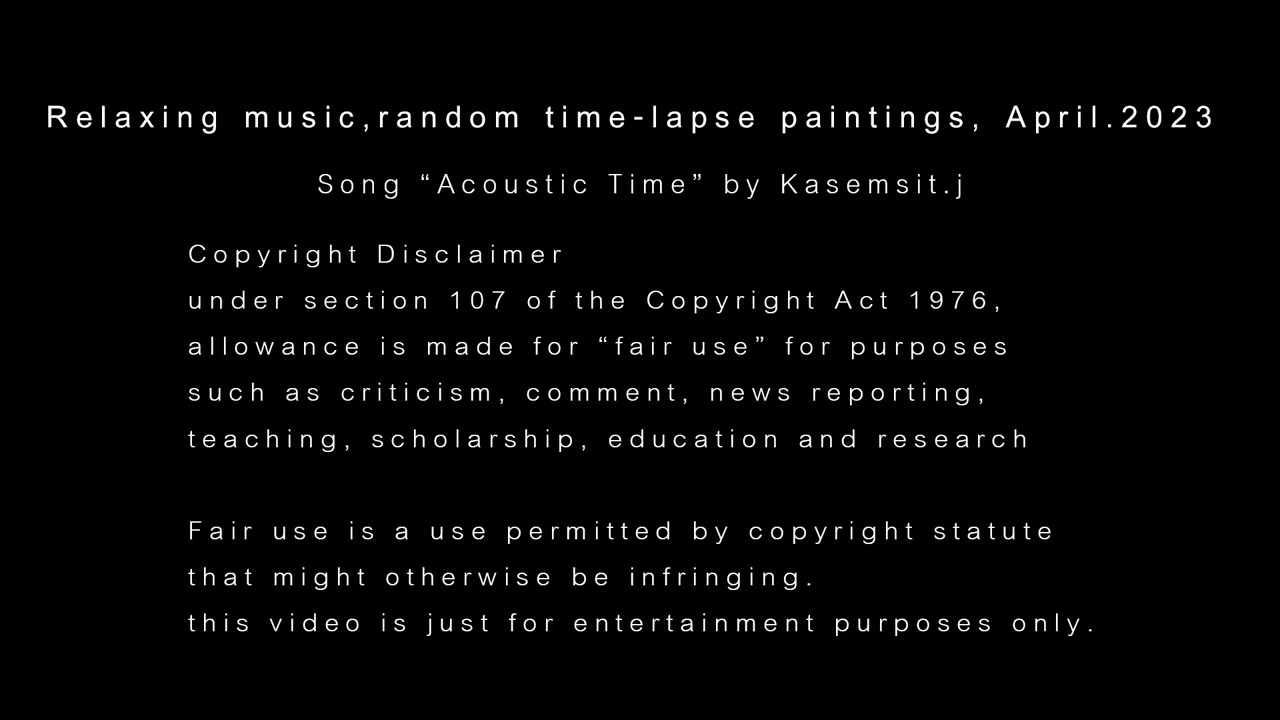 Relaxing music,random time-lapse paintings, April.2023
Song “Acoustic Time” by Kasemsit.j
Copyright Disclaimer
under section 107 of the Copyright Act 1976,
allowance is made for “fair use” for purposes
such as criticism, comment, news reporting,
teaching, scholarship, education and research
Fair use is a use permitted by copyright statute
that might otherwise be infringing.
this video is just for entertainment purposes only.